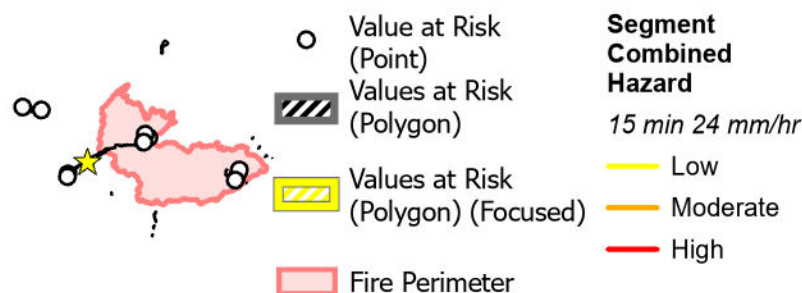 Value at Risk
(Point)
Values at Risk
(Polygon)
Values at Risk
(Polygon) (Focused)
Fire Perimeter
Segment
Combined
Hazard
15 min 24 mm/hr
Low
Moderate
High